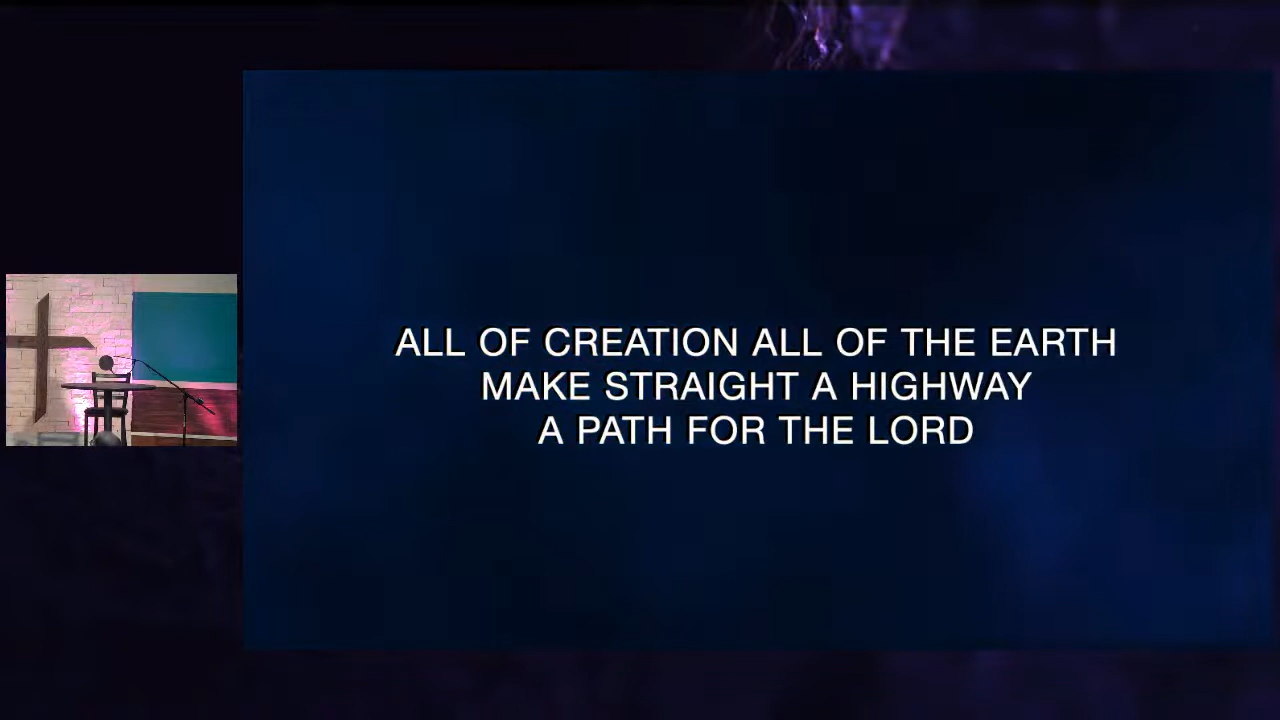 ALL OF CREATION ALL OF THE EARTH
MAKE STRAIGHT A HIGHWAY
A PATH FOR THE LORD